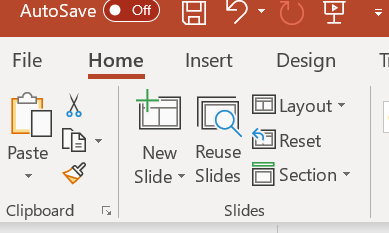 AutoSave Off
File Home Insert Design
Paste
New Slide
Reuse Slides
Layout
Reset
Section
Clipboard Slides